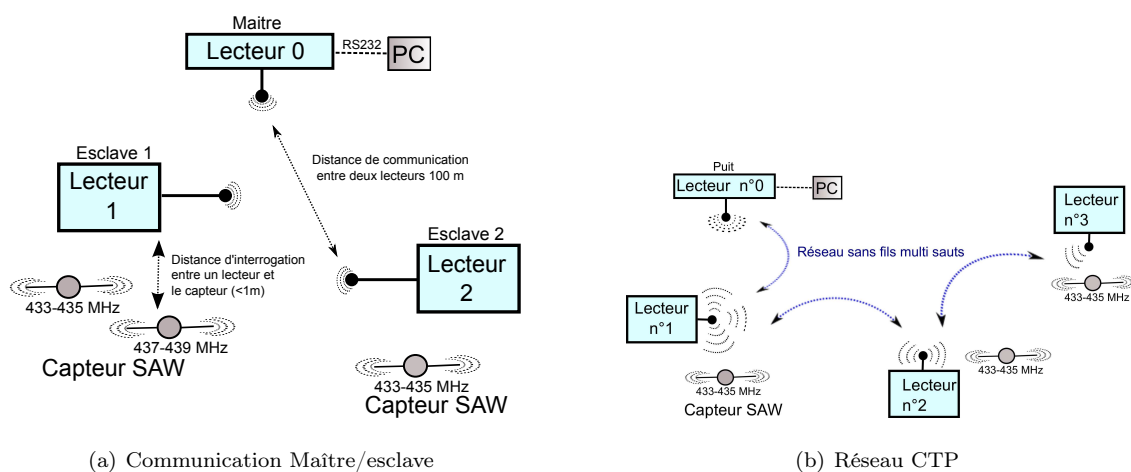 Maitre
Lecteur 0
RS232
PC
Esclave 1
Lecteur
1
Distance de communication
entre deux lecteurs 100 m
Esclave 2
Lecteur
2
Distance d'interrogation
entre un lecteur et
le capteur (<1m)
433-435 MHz
437-439 MHz
Capteur SAW
433-435 MHz
Capteur SAW
(a) Communication Maître/esclave
Puit
Lecteur n°0
PC
Lecteur
n°3
Réseau sans fils multi sauts
433-435 MHz
Lecteur
n°1
433-435 MHz
Capteur SAW
433-435 MHz
Lecteur
n°2
(b) Réseau CTP